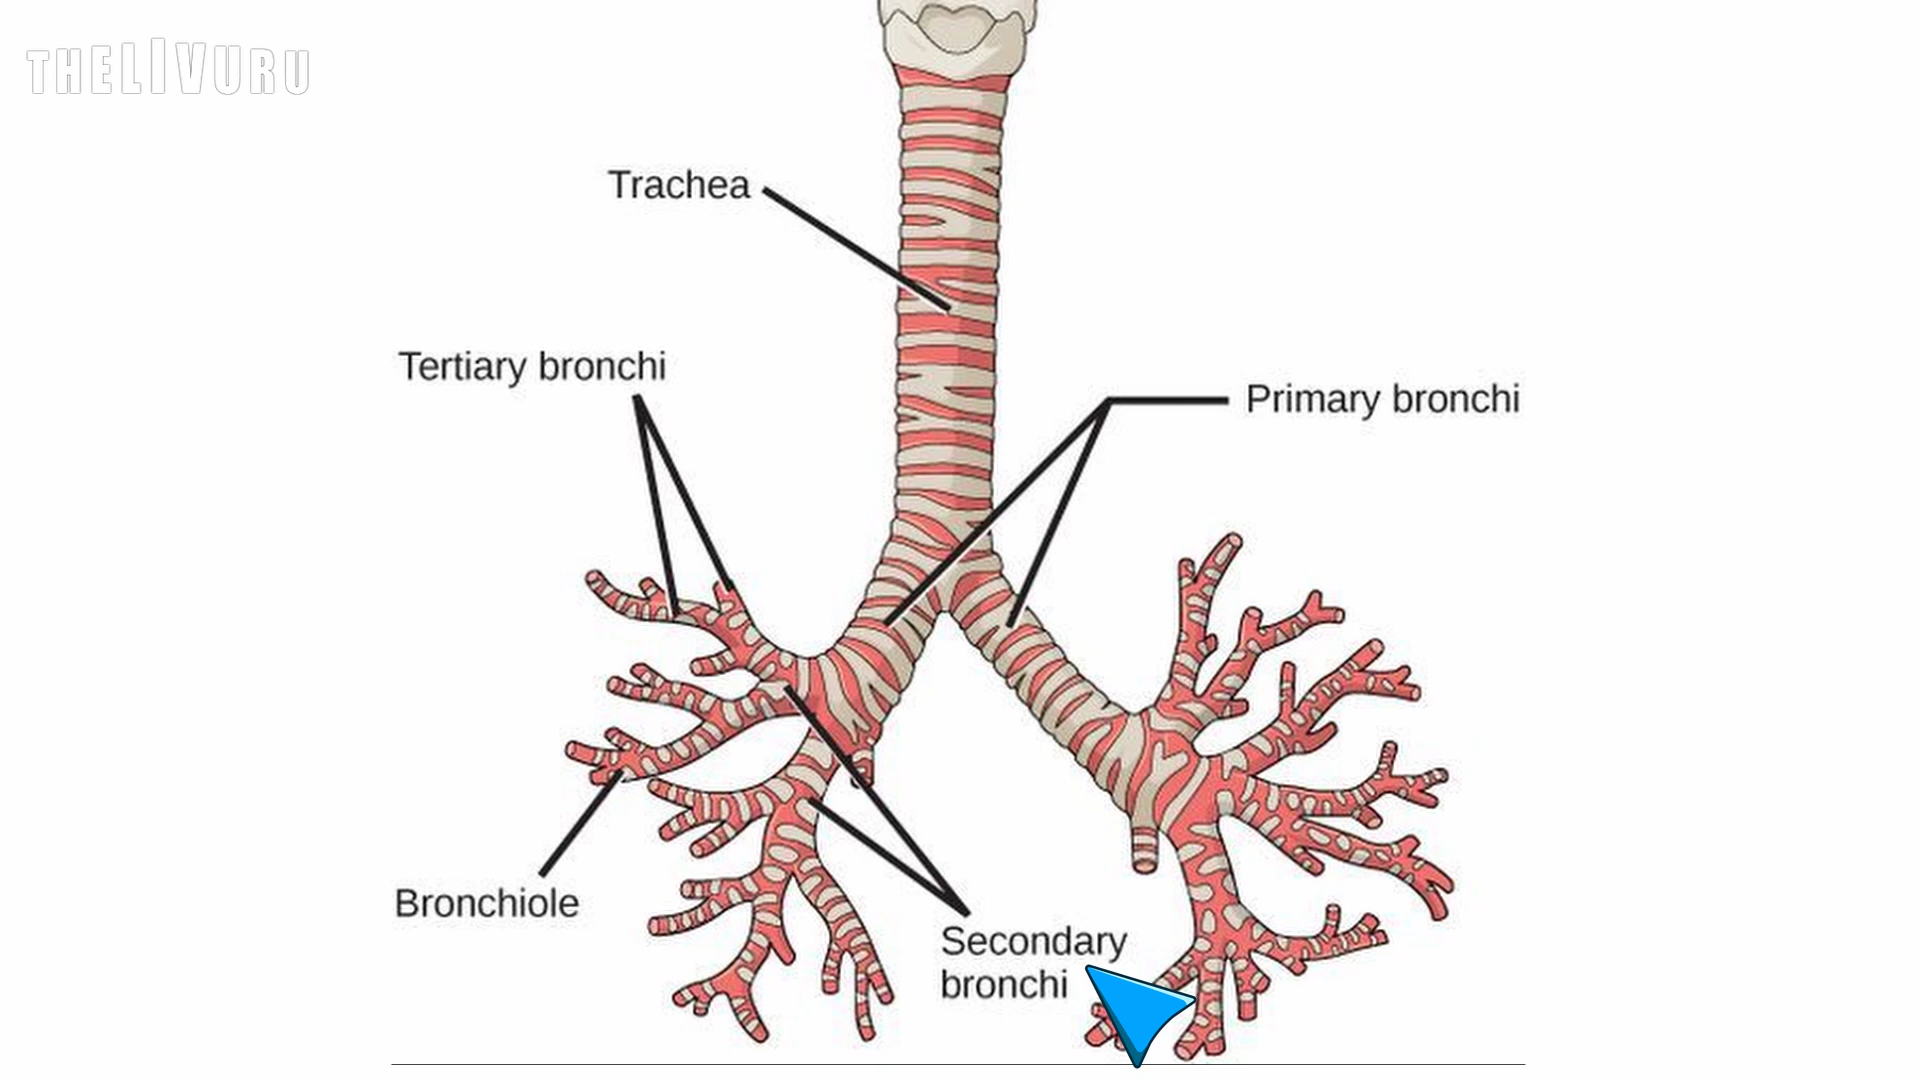 THELIVURU
Trachea
Tertiary bronchi
Primary bronchi
Bronchiole
Secondary
bronchi